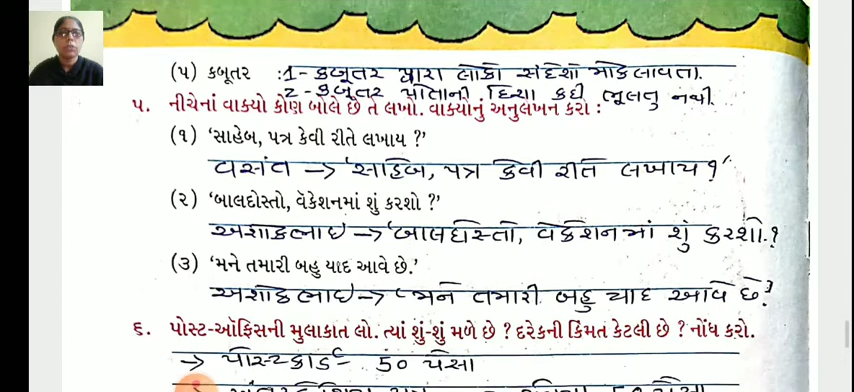 (૫) કબૂતર : 1 - કબૂતર દ્વારા લોકો સંદેશો મોકલાવતા.
2 - કબૂતર પોતાની દિશા કદી ભૂલતુ નથી.
૫. નીચેનાં વાક્યો કોણ બોલે છે તે લખો. વાક્યોનું અનુલેખન કરો :
(૧) ‘સાહેબ, પત્ર કેવી રીતે લખાય ?’
વસંત → ‘સાહેબ, પત્ર કેવી રીતે લખાય ?’
(૨) ‘બાલદોસ્તો, વૅકેશનમાં શું કરશો ?’
અશોકભાઈ → ‘બાલદોસ્તો, વેકેશનમાં શું કરશો.?
(૩) ‘મને તમારી બહુ યાદ આવે છે.’
અશોકભાઈ → ‘મને તમારી બહુ યાદ આવે છે.’
૬. પોસ્ટ-ઑફિસની મુલાકાત લો. ત્યાં શું-શું મળે છે ? દરેકની કિંમત કેટલી છે ? નોંધ કરો.
→ પોસ્ટકાર્ડ - 50 પૈસા